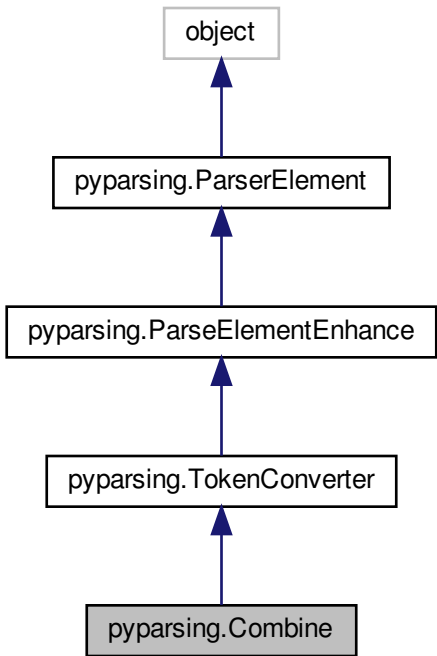 object
pyparsing.ParserElement
pyparsing.ParseElementEnhance
pyparsing.TokenConverter
pyparsing.Combine